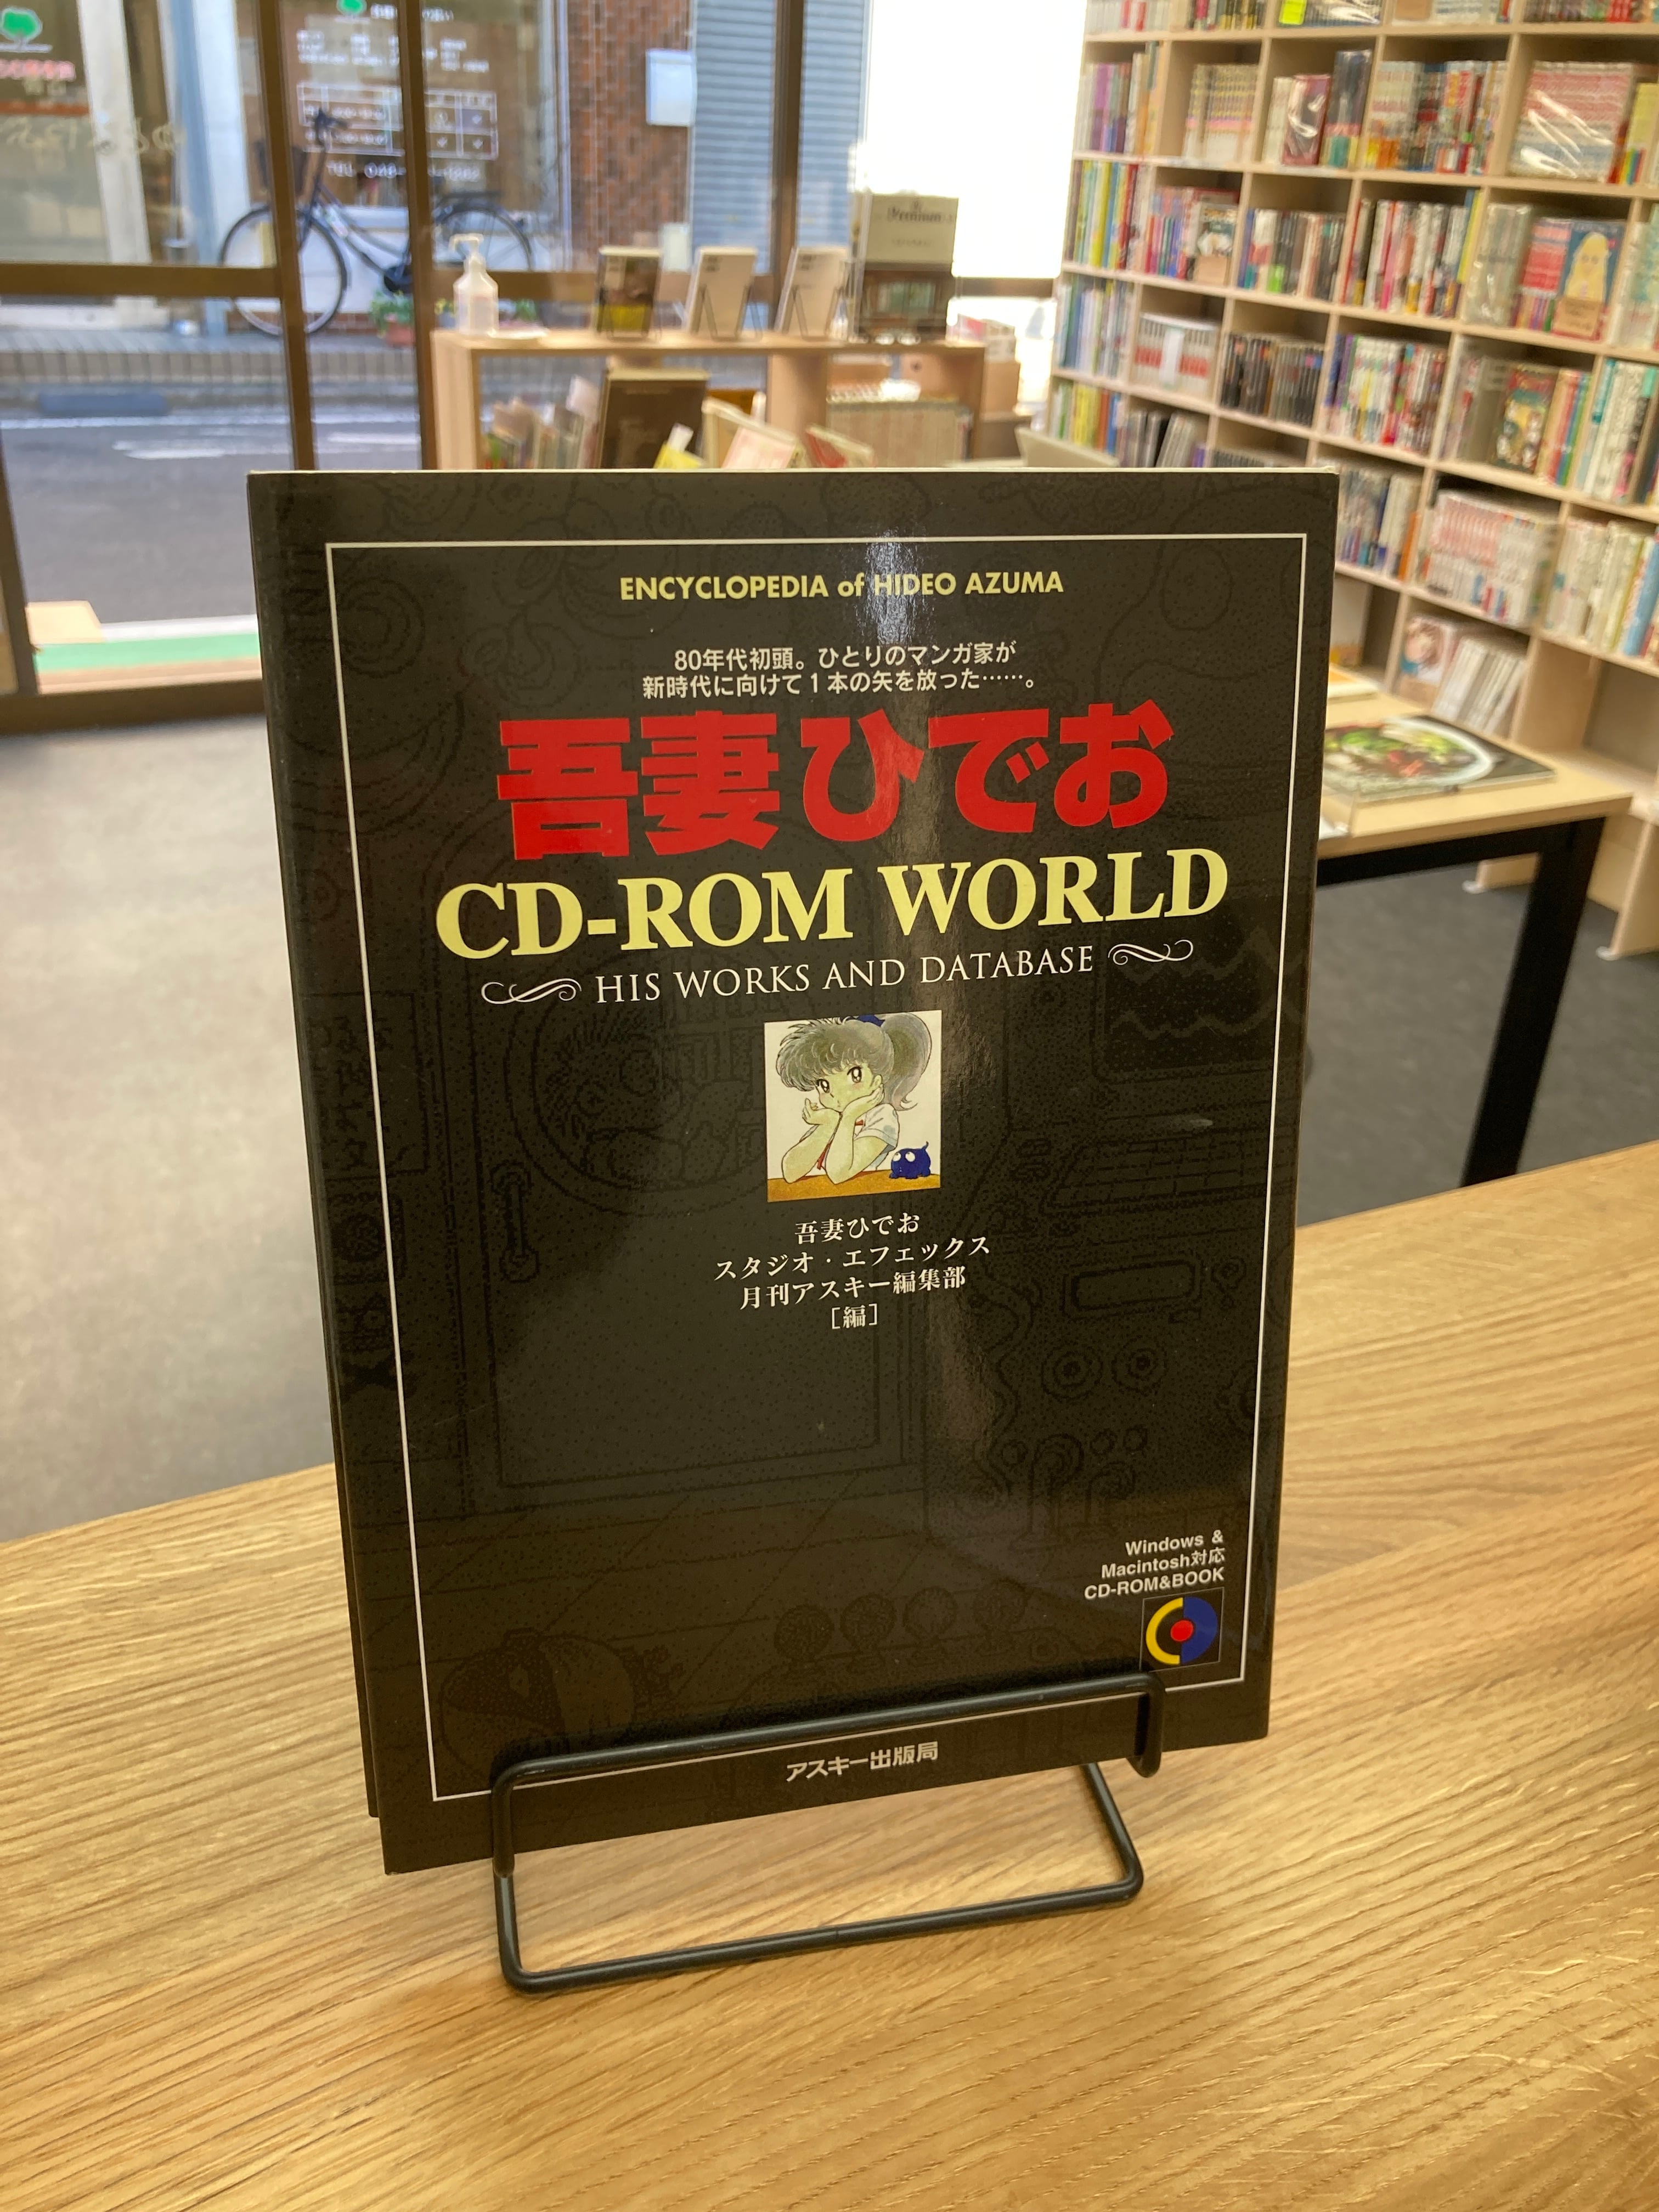 Premium
ENCYCLOPEDIA of HIDEO AZUMA
80年代初頭。ひとりのマンガ家が
新時代に向けて1本の矢を放った……。
吾妻ひでお
CD-ROM WORLD
HIS WORKS AND DATABASE
吾妻ひでお
スタジオ・エフェックス
月刊アスキー編集部
[編]
Windows &
Macintosh対応
CD-ROM&BOOK
アスキー出版局